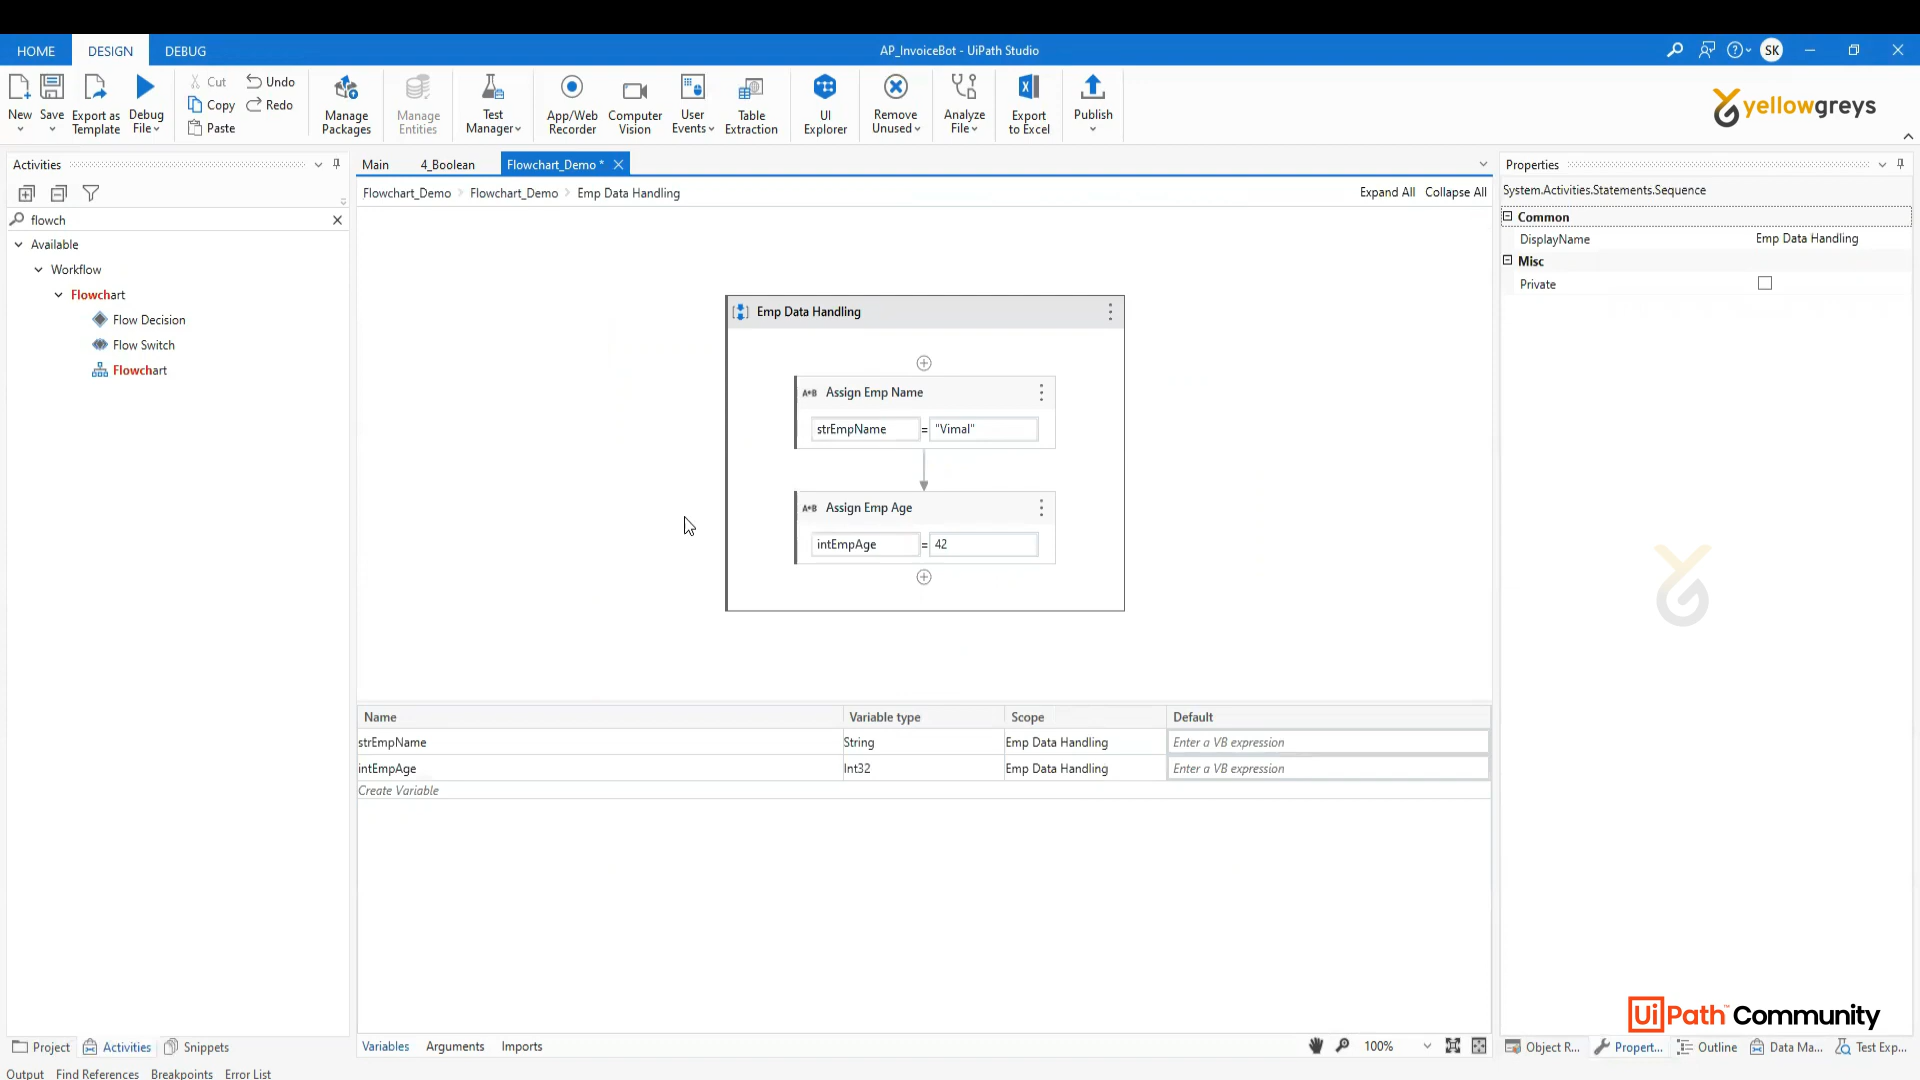 HOME DESIGN DEBUG AP_InvoiceBot - UiPath Studio SK
New Save Export as Template Debug File Cut Copy Paste Undo Redo Manage Packages Manage Entities Test Manager App/Web Recorder Computer Vision User Events Table Extraction UI Explorer Remove Unused Analyze File Export to Excel Publish
yellowgreys
Activities
flowch
Available
Workflow
Flowchart
Flow Decision
Flow Switch
Flowchart
Main 4_Boolean Flowchart_Demo *
Flowchart_Demo Flowchart_Demo Emp Data Handling Expand All Collapse All
Emp Data Handling
A*B Assign Emp Name
strEmpName = "Vimal"
A*B Assign Emp Age
intEmpAge = 42
Name Variable type Scope Default
strEmpName String Emp Data Handling Enter a VB expression
intEmpAge Int32 Emp Data Handling Enter a VB expression
Create Variable
Variables Arguments Imports 100%
Properties
System.Activities.Statements.Sequence
Common
DisplayName Emp Data Handling
Misc
Private
UiPath™ Community
Project Activities Snippets
Object R... Propert... Outline Data Ma... Test Exp...
Output Find References Breakpoints Error List